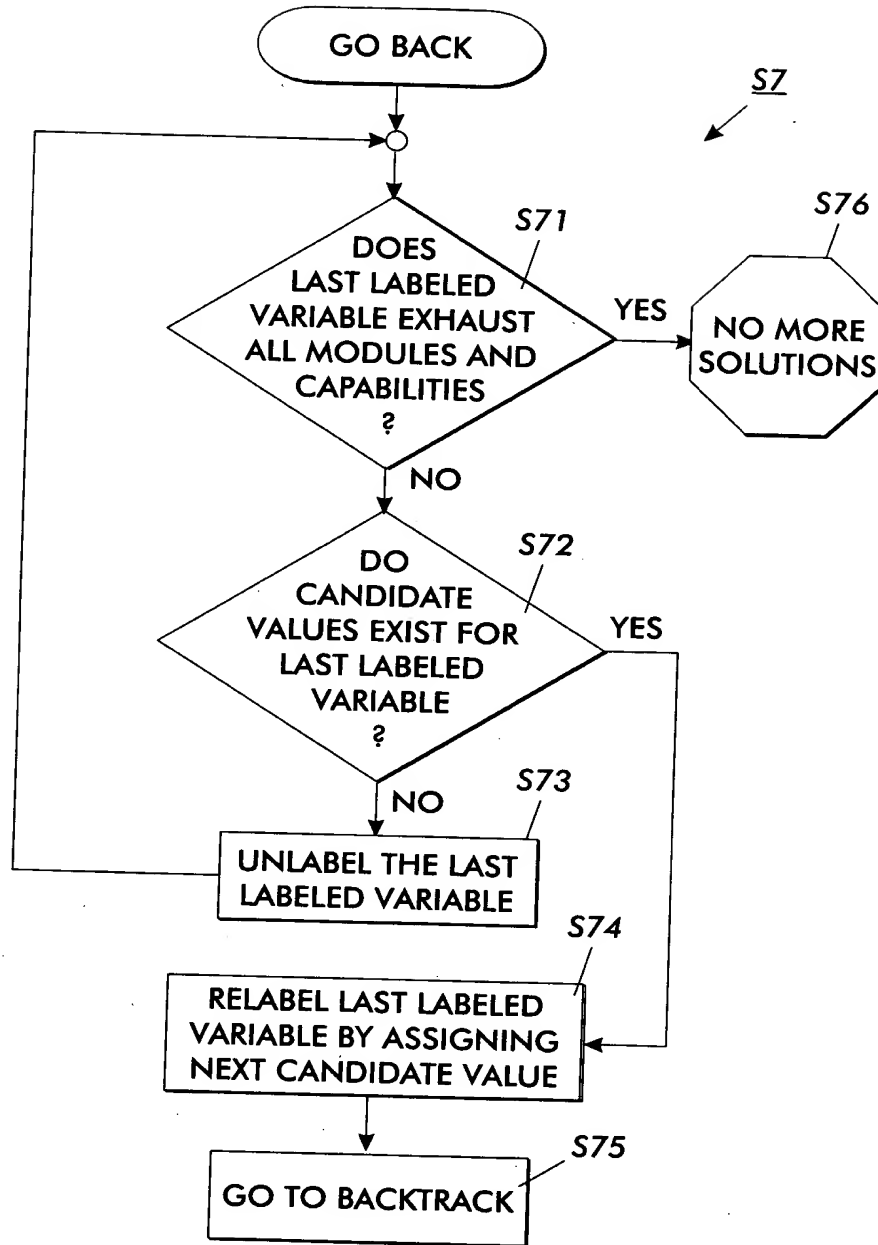 GO BACK
S7
S71
DOES
LAST LABELED
VARIABLE EXHAUST
ALL MODULES AND
CAPABILITIES
?
YES
S76
NO MORE
SOLUTIONS
NO
S72
DO
CANDIDATE
VALUES EXIST FOR
LAST LABELED
VARIABLE
?
YES
NO
S73
UNLABEL THE LAST
LABELED VARIABLE
S74
RELABEL LAST LABELED
VARIABLE BY ASSIGNING
NEXT CANDIDATE VALUE
S75
GO TO BACKTRACK